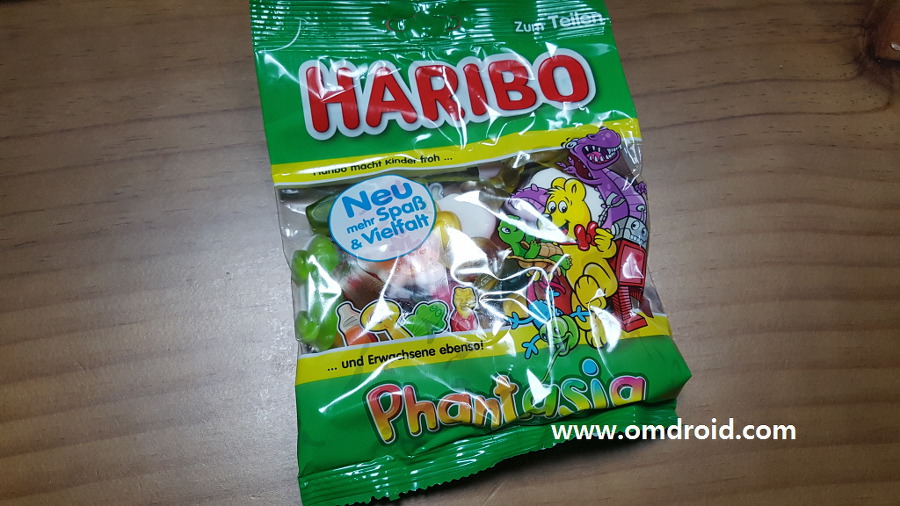 Zum Teilen
HARIBO
Haribo macht Kinder froh ...
Neu
mehr Spaß
& Vielfalt
... und Erwachsene ebenso!
Phantasia
www.omdroid.com